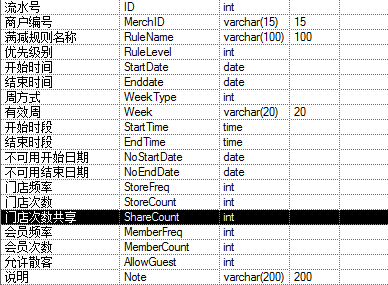 流水号 ID int
商户编号 MerchID varchar(15) 15
满减规则名称 RuleName varchar(100) 100
优先级别 RuleLevel int
开始时间 StartDate date
结束时间 Enddate date
周方式 WeekType int
有效周 Week varchar(20) 20
开始时段 StartTime time
结束时段 EndTime time
不可用开始日期 NoStartDate date
不可用结束日期 NoEndDate date
门店频率 StoreFreq int
门店次数 StoreCount int
门店次数共享 ShareCount int
会员频率 MemberFreq int
会员次数 MemberCount int
允许散客 AllowGuest int
说明 Note varchar(200) 200